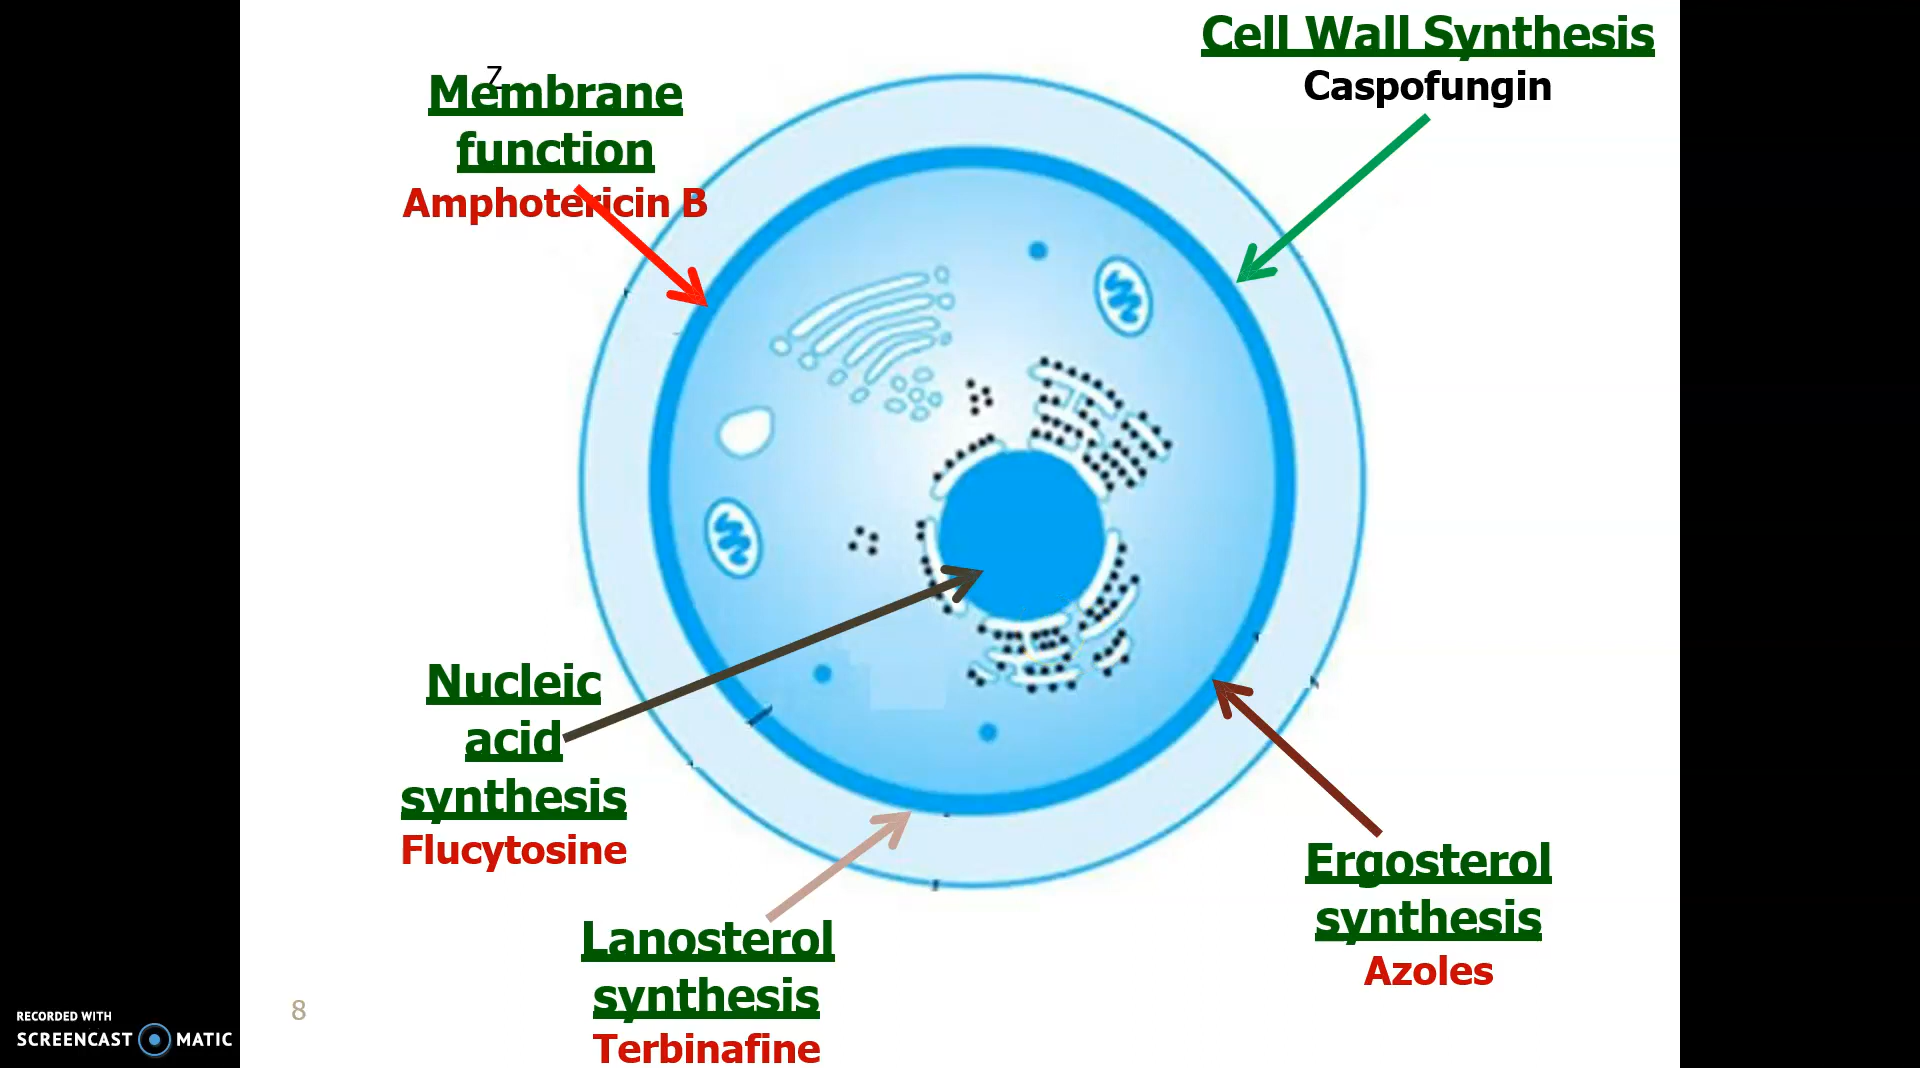 Z
Membrane
function
Amphotericin B
Cell Wall Synthesis
Caspofungin
Nucleic
acid
synthesis
Flucytosine
Lanosterol
synthesis
Terbinafine
Ergosterol
synthesis
Azoles
8
RECORDED WITH
SCREENCAST MATIC